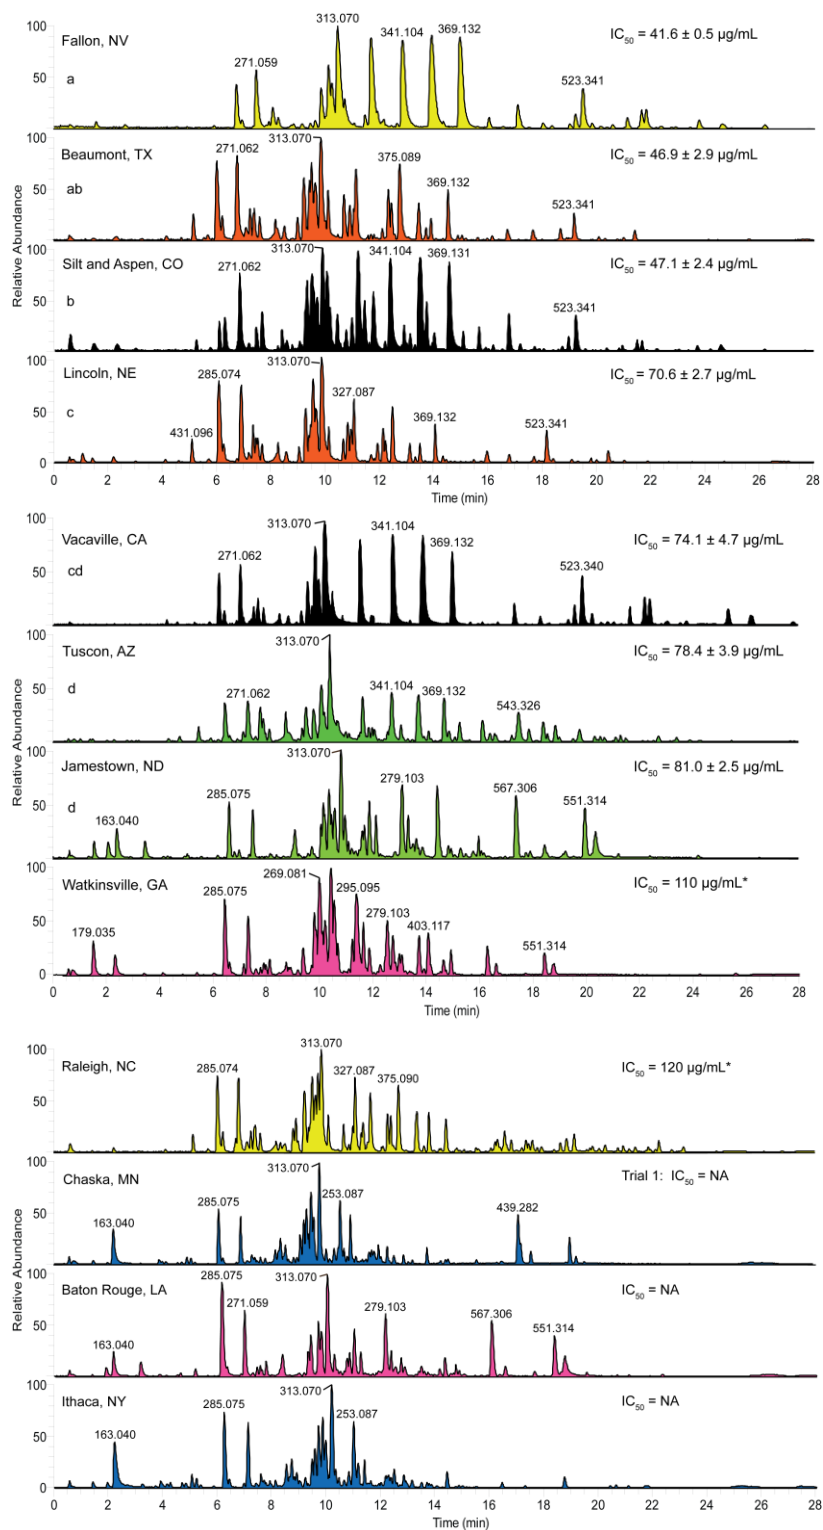 100
313.070
Fallon, NV
341.104
369.132
IC50 = 41.6 ± 0.5 µg/mL
271.059
50
a
523.341
100
313.070
Beaumont, TX
271.062
375.089
IC50 = 46.9 ± 2.9 µg/mL
50
ab
369.132
523.341
Relative Abundance
100
313.070
Silt and Aspen, CO
341.104
369.131
IC50 = 47.1 ± 2.4 µg/mL
271.062
50
b
523.341
100
313.070
Lincoln, NE
285.074
327.087
IC50 = 70.6 ± 2.7 µg/mL
50
c
431.096
369.132
523.341
0
0 2 4 6 8 10 12 14 16 18 20 22 24 26 28
Time (min)
100
313.070
Vacaville, CA
341.104
369.132
IC50 = 74.1 ± 4.7 µg/mL
50
cd
271.062
523.340
100
313.070
Tuscon, AZ
IC50 = 78.4 ± 3.9 µg/mL
50
d
271.062
341.104
369.132
543.326
Relative Abundance
100
313.070
Jamestown, ND
IC50 = 81.0 ± 2.5 µg/mL
285.075
279.103
567.306
50
d
163.040
551.314
100
269.081
Watkinsville, GA
IC50 = 110 µg/mL*
285.075
295.095
279.103
403.117
50
179.035
551.314
0
0 2 4 6 8 10 12 14 16 18 20 22 24 26 28
Time (min)
100
313.070
Raleigh, NC
285.074
327.087
375.090
IC50 = 120 µg/mL*
50
100
313.070
Chaska, MN
Trial 1: IC50 = NA
285.075
253.087
439.282
50
163.040
Relative Abundance
100
285.075
313.070
Baton Rouge, LA
IC50 = NA
271.059
279.103
567.306
50
163.040
551.314
100
313.070
Ithaca, NY
IC50 = NA
285.075
253.087
50
163.040
0
0 2 4 6 8 10 12 14 16 18 20 22 24 26 28
Time (min)